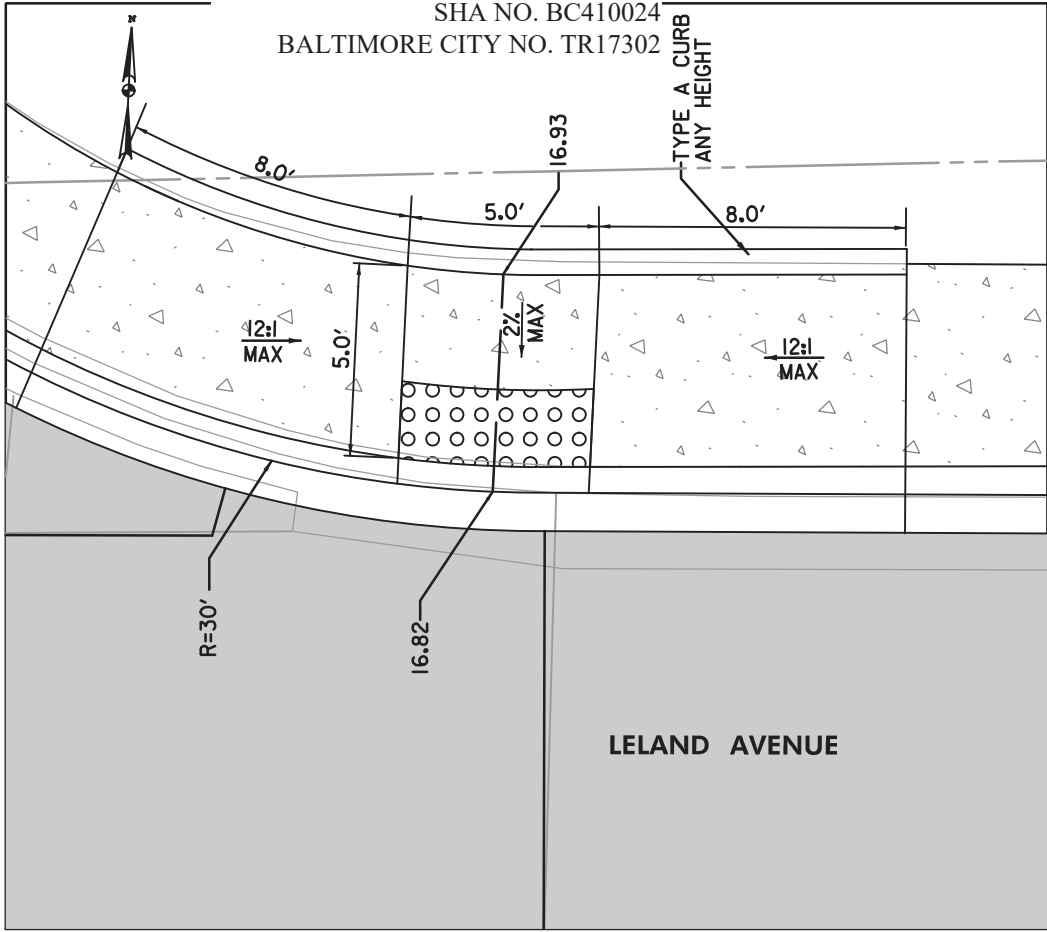 SHA NO. BC410024
BALTIMORE CITY NO. TR17302
N
TYPE A CURB
ANY HEIGHT
16.93
8.0'
5.0'
8.0'
5.0'
12:1
MAX
2%
MAX
12:1
MAX
R=30'
16.82
LELAND AVENUE